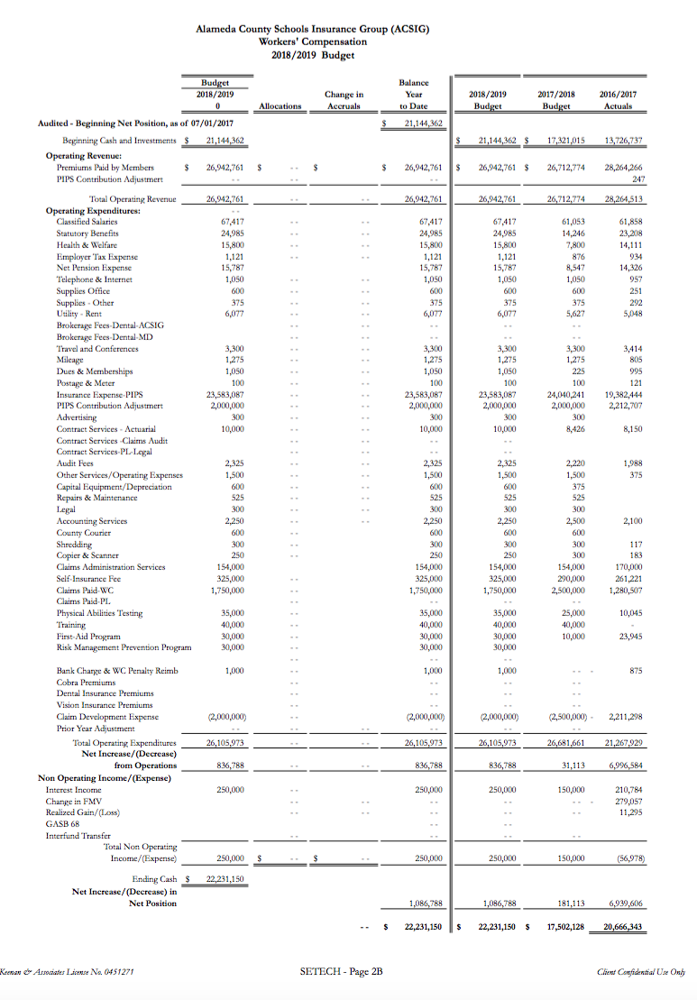 Alameda County Schools Insurance Group (ACSIG)
Workers' Compensation
2018/2019 Budget
Budget Balance
2018/2019 Change in Year 2018/2019 2017/2018 2016/2017
0 Allocations Accruals to Date Budget Budget Actuals
Audited - Beginning Net Position, as of 07/01/2017 $ 21,144,362
Beginning Cash and Investments $ 21,144,362 $ 21,144,362 $ 17,321,015 13,726,737
Operating Revenue:
Premiums Paid by Members $ 26,942,761 $ -- $ $ 26,942,761 $ 26,942,761 $ 26,712,774 28,264,266
PIPS Contribution Adjustment -- -- -- 247
Total Operating Revenue 26,942,761 -- -- 26,942,761 26,942,761 26,712,774 28,264,513
Operating Expenditures: --
Classified Salaries 67,417 -- -- 67,417 67,417 61,053 61,858
Statutory Benefits 24,985 -- -- 24,985 24,985 14,246 23,208
Health & Welfare 15,800 -- -- 15,800 15,800 7,800 14,111
Employer Tax Expense 1,121 -- -- 1,121 1,121 876 934
Net Pension Expense 15,787 -- -- 15,787 15,787 8,547 14,326
Telephone & Internet 1,050 -- -- 1,050 1,050 1,050 957
Supplies Office 600 -- -- 600 600 600 251
Supplies - Other 375 -- -- 375 375 375 292
Utility - Rent 6,077 -- -- 6,077 6,077 5,627 5,048
Brokerage Fees-Dental-ACSIG -- -- -- -- --
Brokerage Fees-Dental-MD -- -- -- -- --
Travel and Conferences 3,300 -- -- 3,300 3,300 3,300 3,414
Mileage 1,275 -- -- 1,275 1,275 1,275 805
Dues & Memberships 1,050 -- -- 1,050 1,050 225 995
Postage & Meter 100 -- -- 100 100 100 121
Insurance Expense-PIPS 23,583,087 -- -- 23,583,087 23,583,087 24,040,241 19,382,444
PIPS Contribution Adjustment 2,000,000 -- -- 2,000,000 2,000,000 2,000,000 2,212,707
Advertising 300 -- -- 300 300 300
Contract Services - Actuarial 10,000 -- -- 10,000 10,000 8,426 8,150
Contract Services -Claims Audit -- -- -- --
Contract Services-PL-Legal -- -- -- --
Audit Fees 2,325 -- -- 2,325 2,325 2,220 1,988
Other Services/Operating Expenses 1,500 -- -- 1,500 1,500 1,500 375
Capital Equipment/Depreciation 600 -- -- 600 600 375
Repairs & Maintenance 525 -- -- 525 525 525
Legal 300 -- -- 300 300 300
Accounting Services 2,250 -- -- 2,250 2,250 2,500 2,100
County Courier 600 -- 600 600 600
Shredding 300 -- 300 300 300 117
Copier & Scanner 250 -- 250 250 300 183
Claims Administration Services 154,000 -- 154,000 154,000 154,000 170,000
Self-Insurance Fee 325,000 -- 325,000 325,000 290,000 261,221
Claims Paid-WC 1,750,000 -- 1,750,000 1,750,000 2,500,000 1,280,507
Claims Paid-PL -- -- -- --
Physical Abilities Testing 35,000 -- 35,000 35,000 25,000 10,045
Training 40,000 -- 40,000 40,000 40,000 -
First-Aid Program 30,000 -- 30,000 30,000 10,000 23,945
Risk Management Prevention Program 30,000 -- 30,000 30,000
-- -- --
Bank Charge & WC Penalty Reimb 1,000 -- 1,000 1,000 -- - 875
Cobra Premiums -- -- -- --
Dental Insurance Premiums -- -- -- --
Vision Insurance Premiums -- -- -- --
Claim Development Expense (2,000,000) -- (2,000,000) (2,000,000) (2,500,000) - 2,211,298
Prior Year Adjustment -- -- -- -- -- --
Total Operating Expenditures 26,105,973 -- -- 26,105,973 26,105,973 26,681,661 21,267,929
Net Increase/(Decrease)
from Operations 836,788 -- -- 836,788 836,788 31,113 6,996,584
Non Operating Income/(Expense)
Interest Income 250,000 -- 250,000 250,000 150,000 210,784
Change in FMV -- -- -- -- -- - 279,057
Realized Gain/(Loss) -- -- -- -- -- 11,295
GASB 68 -- --
Interfund Transfer -- -- -- -- --
Total Non Operating
Income/(Expense) 250,000 $ -- $ -- 250,000 250,000 150,000 (56,978)
Ending Cash $ 22,231,150
Net Increase/(Decrease) in
Net Position 1,086,788 1,086,788 181,113 6,939,606
-- $ 22,231,150 $ 22,231,150 $ 17,502,128 20,666,343
Keenan & Associates License No. 0451271 SETECH - Page 2B Client Confidential Use Only